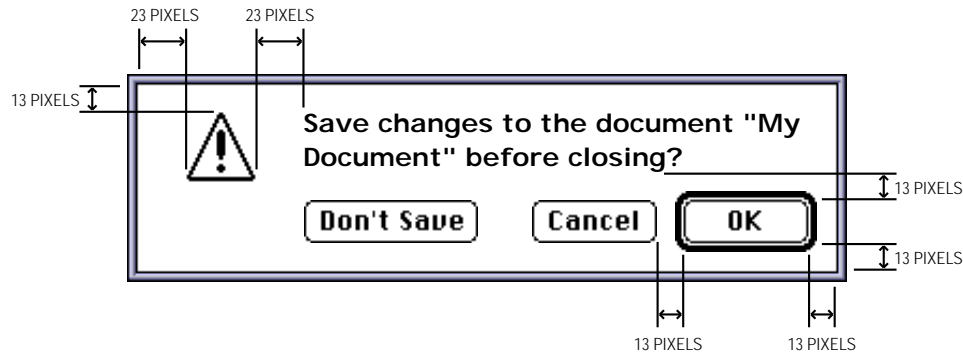 23 PIXELS 23 PIXELS
13 PIXELS
Save changes to the document "My
Document" before closing?
13 PIXELS
Don't Save Cancel OK
13 PIXELS
13 PIXELS 13 PIXELS